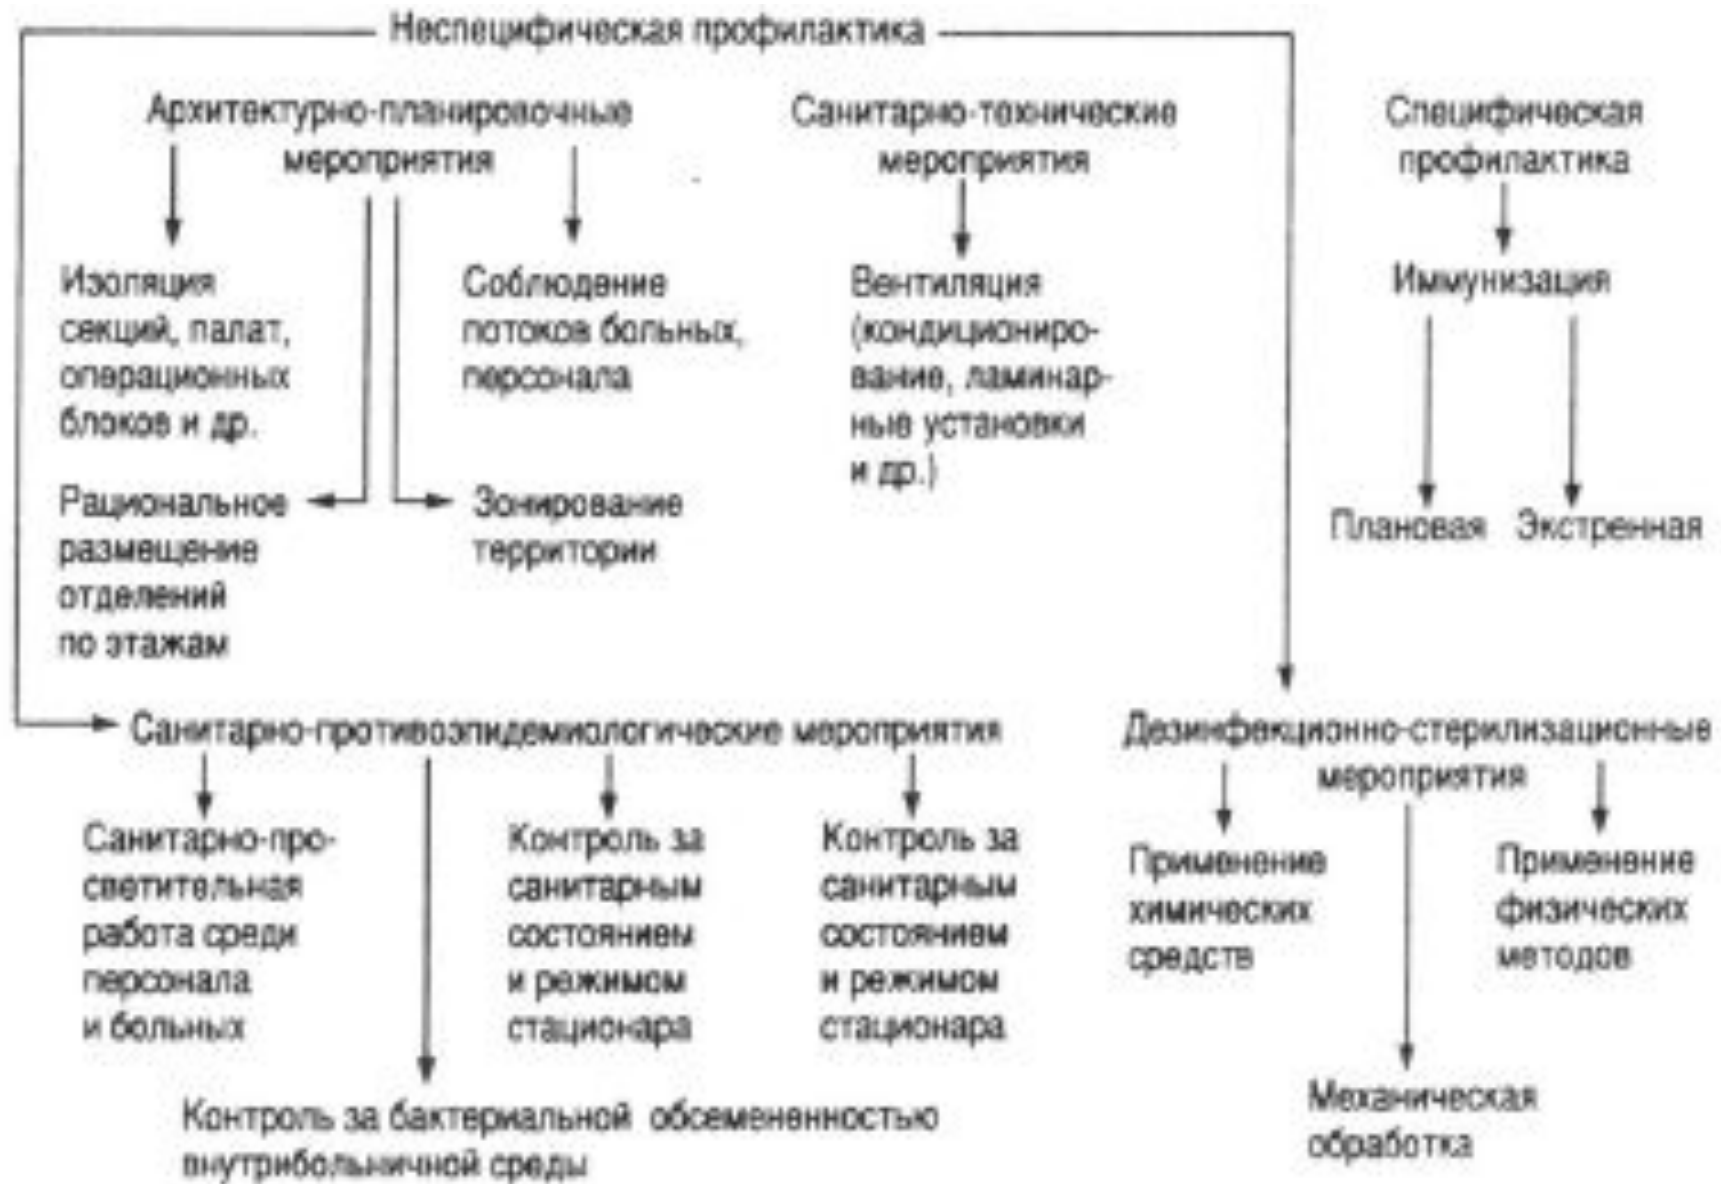 Неспецифическая профилактика
Архитектурно-планировочные
мероприятия
Санитарно-технические
мероприятия
Специфическая
профилактика
Изоляция
секций, палат,
операционных
блоков и др.
Соблюдение
потоков больных,
персонала
Вентиляция
(кондициониро-
вание, ламинар-
ные установки
и др.)
Иммунизация
Рациональное
размещение
отделений
по этажам
Зонирование
территории
Плановая
Экстренная
Санитарно-противоэпидемиологические мероприятия
Дезинфекционно-стерилизационные
мероприятия
Санитарно-про-
светительная
работа среди
персонала
и больных
Контроль за
санитарным
состоянием
и режимом
стационара
Контроль за
санитарным
состоянием
и режимом
стационара
Применение
химических
средств
Применение
физических
методов
Контроль за бактериальной обсемененностью
внутрибольничной среды
Механическая
обработка